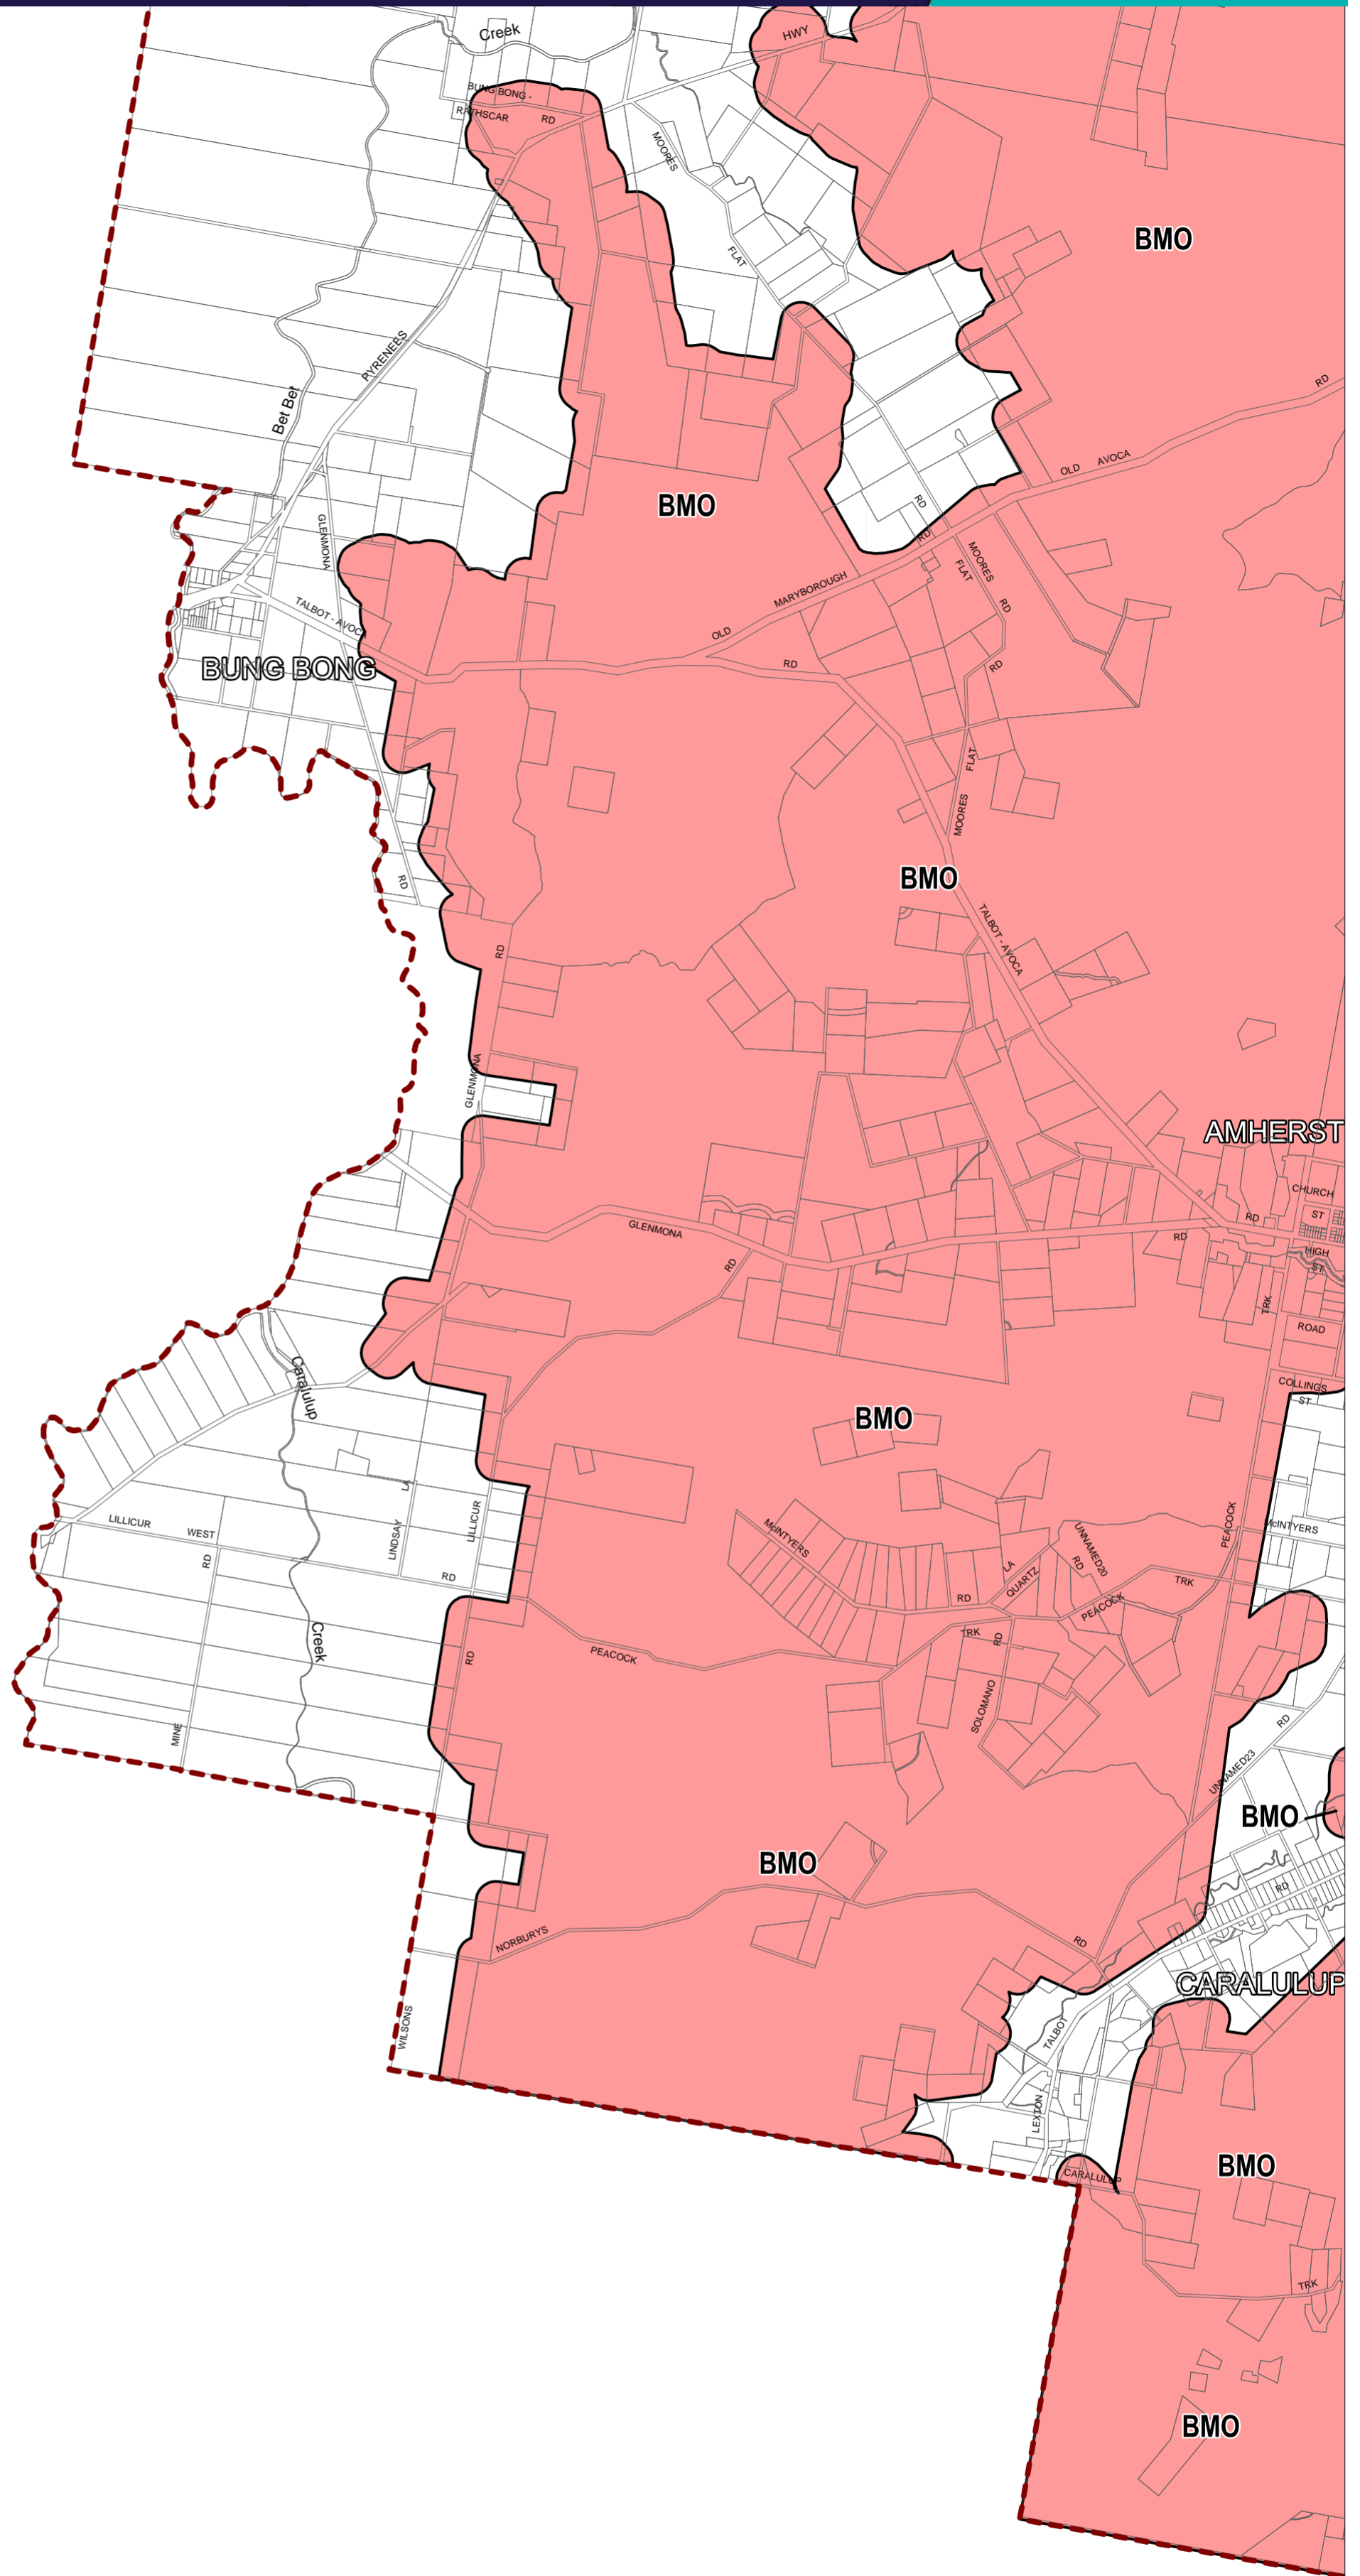 Creek
HWY
BUNG BONG -
RATHSCAR RD
MOORES
FLAT
BMO
PYRENEES
Bet Bet
RD
OLD AVOCA
BMO
GLENMONA
RD
RD
MOORES
FLAT
RD
MARYBOROUGH
TALBOT - AVOCA
OLD
RD
RD
BUNG BONG
FLAT
MOORES
BMO
RD
TALBOT - AVOCA
RD
GLENMONA
AMHERST
CHURCH
ST
RD
GLENMONA
RD
HIGH
ST
RD
TRK
ROAD
Caralulup
COLLINGS
ST
BMO
LA
LILLICUR
PEACOCK
LILLICUR WEST
McINTYERS
McINTYERS
LINDSAY
UNNAMED20
RD
RD
LA
QUARTZ
RD
TRK
RD
PEACOCK
Creek
TRK
RD
PEACOCK
RD
SOLOMANO
MINE
RD
UNNAMED23
BMO
BMO
RD
NORBURYS
RD
CARALULUP
WILSONS
TALBOT
LEXTON
BMO
CARALULUP
TRK
BMO